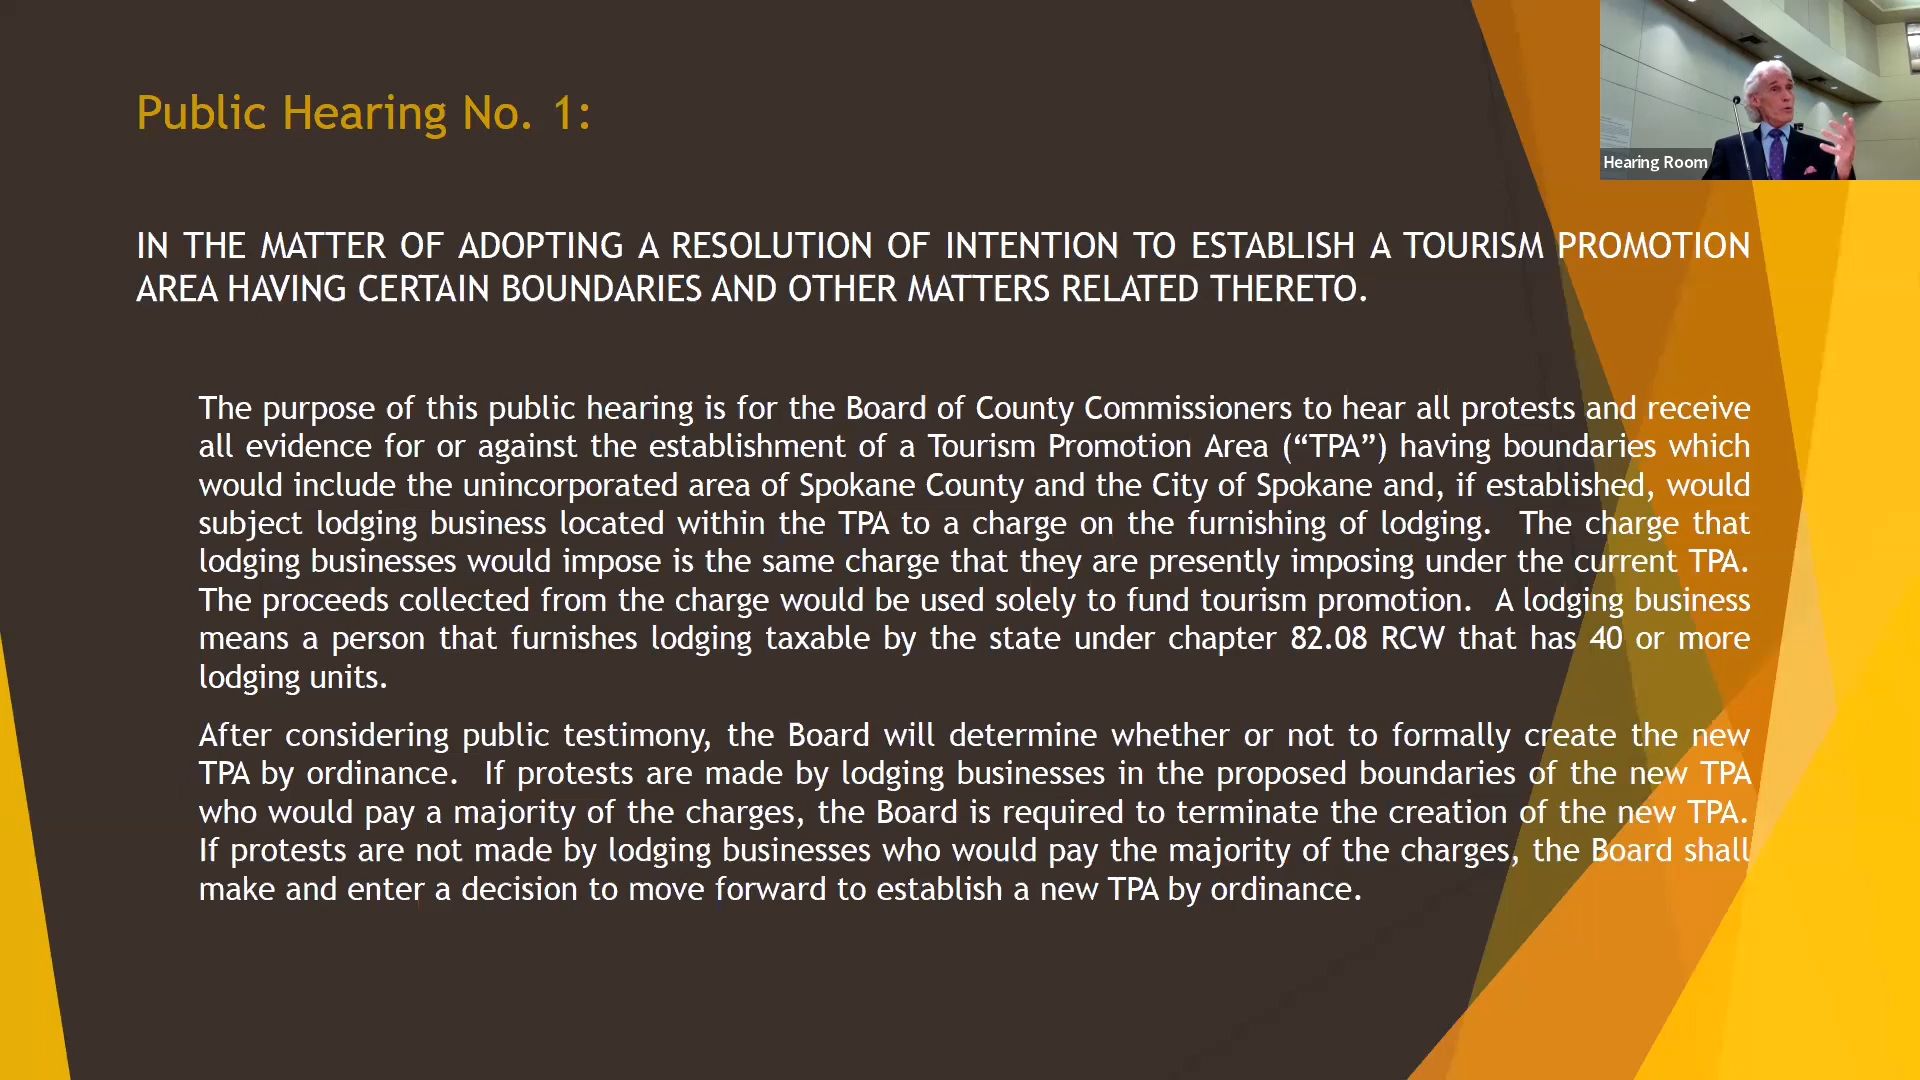 Public Hearing No. 1:
Hearing Room
IN THE MATTER OF ADOPTING A RESOLUTION OF INTENTION TO ESTABLISH A TOURISM PROMOTION
AREA HAVING CERTAIN BOUNDARIES AND OTHER MATTERS RELATED THERETO.
The purpose of this public hearing is for the Board of County Commissioners to hear all protests and receive
all evidence for or against the establishment of a Tourism Promotion Area (“TPA”) having boundaries which
would include the unincorporated area of Spokane County and the City of Spokane and, if established, would
subject lodging business located within the TPA to a charge on the furnishing of lodging.  The charge that
lodging businesses would impose is the same charge that they are presently imposing under the current TPA.
The proceeds collected from the charge would be used solely to fund tourism promotion.  A lodging business
means a person that furnishes lodging taxable by the state under chapter 82.08 RCW that has 40 or more
lodging units.
After considering public testimony, the Board will determine whether or not to formally create the new
TPA by ordinance.  If protests are made by lodging businesses in the proposed boundaries of the new TPA
who would pay a majority of the charges, the Board is required to terminate the creation of the new TPA.
If protests are not made by lodging businesses who would pay the majority of the charges, the Board shall
make and enter a decision to move forward to establish a new TPA by ordinance.